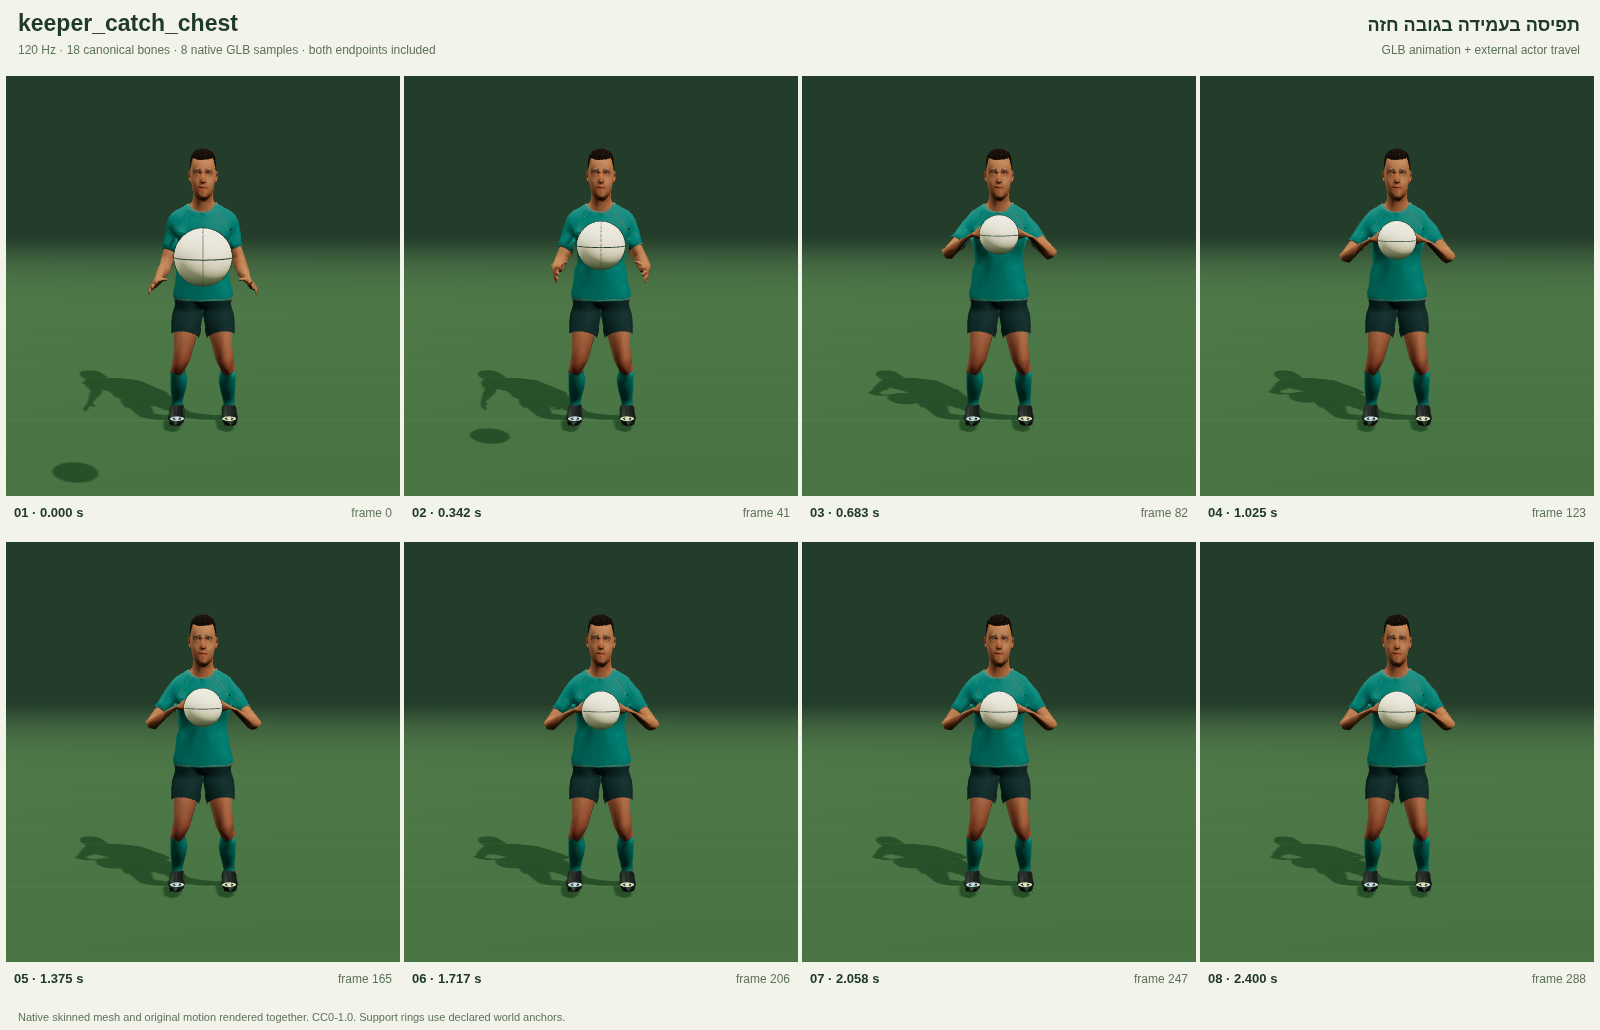 keeper_catch_chest
תפיסה בעמידה בגובה חזה
120 Hz · 18 canonical bones · 8 native GLB samples · both endpoints included
GLB animation + external actor travel
01 · 0.000 s
frame 0
02 · 0.342 s
frame 41
03 · 0.683 s
frame 82
04 · 1.025 s
frame 123
05 · 1.375 s
frame 165
06 · 1.717 s
frame 206
07 · 2.058 s
frame 247
08 · 2.400 s
frame 288
Native skinned mesh and original motion rendered together. CC0-1.0. Support rings use declared world anchors.